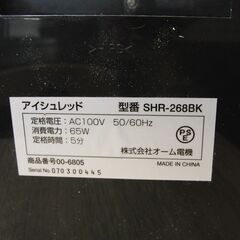 アイシュレッド 型番 SHR-268BK
定格電圧：AC100V 50/60Hz
消費電力：65W
定格時間：5分
PSE
株式会社オーム電機
商品番号00-6805
MADE IN CHINA
Serial No.070300445